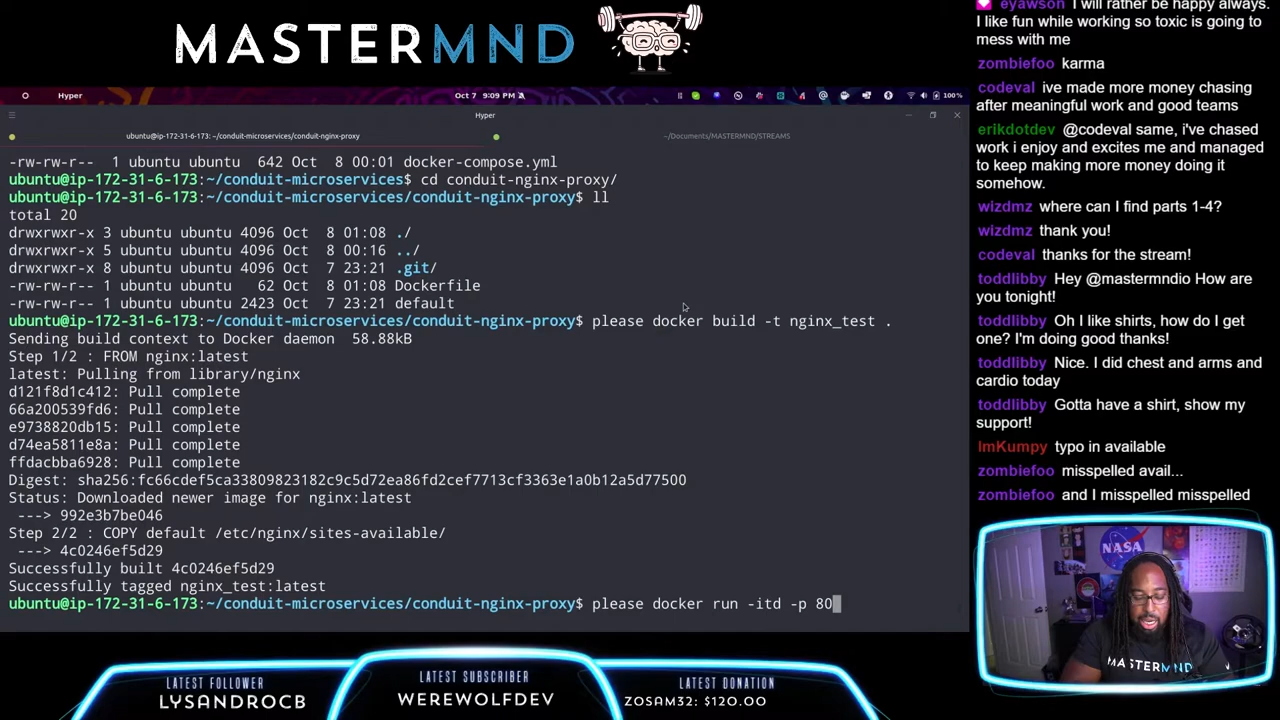 MASTERMND
Hyper
Oct 7 9:09 PM
100%
Hyper
ubuntu@ip-172-31-6-173: ~/conduit-microservices/conduit-nginx-proxy
~/Documents/MASTERMND/STREAMS
-rw-rw-r-- 1 ubuntu ubuntu 642 Oct 8 00:01 docker-compose.yml
ubuntu@ip-172-31-6-173:~/conduit-microservices$ cd conduit-nginx-proxy/
ubuntu@ip-172-31-6-173:~/conduit-microservices/conduit-nginx-proxy$ ll
total 20
drwxrwxr-x 3 ubuntu ubuntu 4096 Oct 8 01:08 ./
drwxrwxr-x 5 ubuntu ubuntu 4096 Oct 8 00:16 ../
drwxrwxr-x 8 ubuntu ubuntu 4096 Oct 7 23:21 .git/
-rw-rw-r-- 1 ubuntu ubuntu 62 Oct 8 01:08 Dockerfile
-rw-rw-r-- 1 ubuntu ubuntu 2423 Oct 7 23:21 default
ubuntu@ip-172-31-6-173:~/conduit-microservices/conduit-nginx-proxy$ please docker build -t nginx_test .
Sending build context to Docker daemon 58.88kB
Step 1/2 : FROM nginx:latest
latest: Pulling from library/nginx
d121f8d1c412: Pull complete
66a200539fd6: Pull complete
e9738820db15: Pull complete
d74ea5811e8a: Pull complete
ffdacbba6928: Pull complete
Digest: sha256:fc66cdef5ca33809823182c9c5d72ea86fd2cef7713cf3363e1a0b12a5d77500
Status: Downloaded newer image for nginx:latest
---> 992e3b7be046
Step 2/2 : COPY default /etc/nginx/sites-available/
---> 4c0246ef5d29
Successfully built 4c0246ef5d29
Successfully tagged nginx_test:latest
ubuntu@ip-172-31-6-173:~/conduit-microservices/conduit-nginx-proxy$ please docker run -itd -p 80
eyawson I will rather be happy always.
I like fun while working so toxic is going to
mess with me
zombiefoo karma
codeval ive made more money chasing
after meaningful work and good teams
erikdotdev @codeval same, i've chased
work i enjoy and excites me and managed
to keep making more money doing it
somehow.
wizdmz where can I find parts 1-4?
wizdmz thank you!
codeval thanks for the stream!
toddlibby Hey @mastermndio How are
you tonight!
toddlibby Oh I like shirts, how do I get
one? I'm doing good thanks!
toddlibby Nice. I did chest and arms and
cardio today
toddlibby Gotta have a shirt, show my
support!
ImKumpy typo in available
zombiefoo misspelled avail...
zombiefoo and I misspelled misspelled
NASA
MASTERMND
LATEST FOLLOWER
LYSANDROCB
LATEST SUBSCRIBER
WEREWOLFDEV
LATEST DONATION
ZOSAM32: $120.00